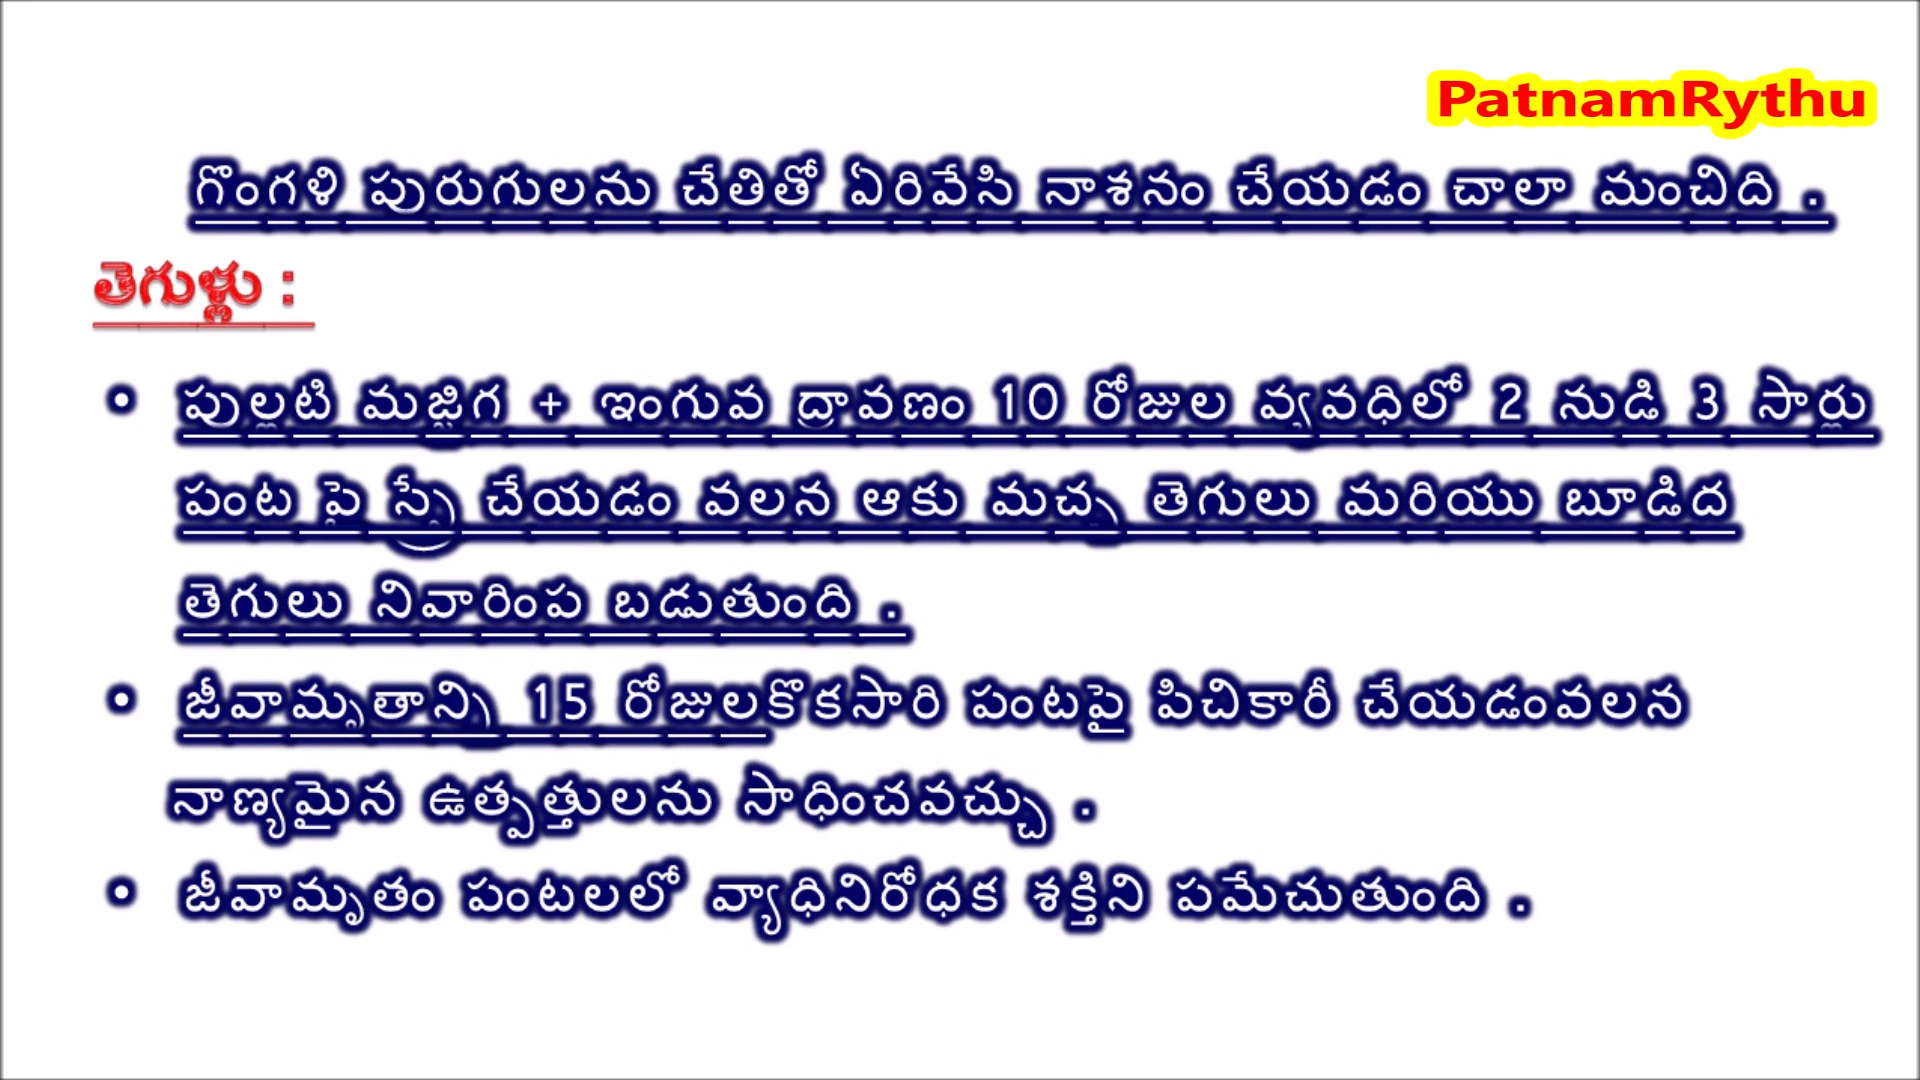 PatnamRythu
గొంగళి పురుగులను చేతితో ఏరివేసి నాశనం చేయడం చాలా మంచిది .
తెగుళ్లు :
• పుల్లటి మజ్జిగ + ఇంగువ ద్రావణం 10 రోజుల వ్యవధిలో 2 నుడి 3 సార్లు
పంట పై స్ప్రే చేయడం వలన ఆకు మచ్చ తెగులు మరియు బూడిద
తెగులు నివారింప బడుతుంది .
• జీవామృతాన్ని 15 రోజులకొకసారి పంటపై పిచికారీ చేయడంవలన
నాణ్యమైన ఉత్పత్తులను సాధించవచ్చు .
• జీవామృతం పంటలలో వ్యాధినిరోధక శక్తిని పమేచుతుంది .